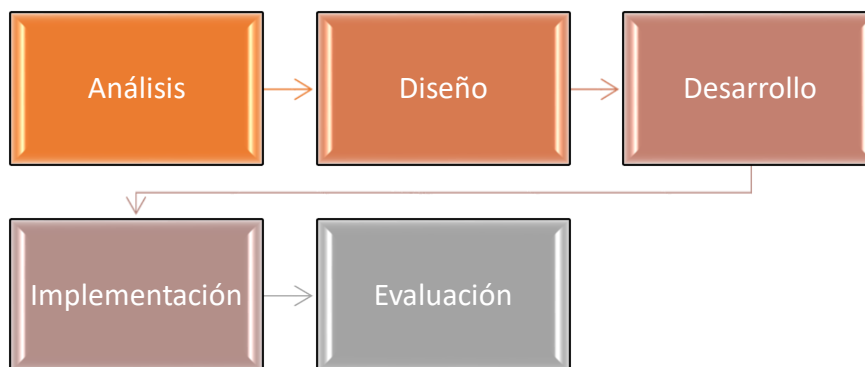 Análisis
Diseño
Desarrollo
Implementación
Evaluación